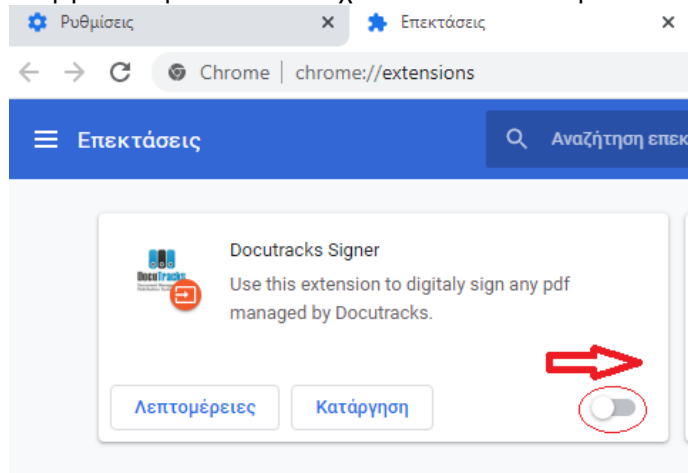 Ρυθμίσεις
Επεκτάσεις
Chrome | chrome://extensions
Επεκτάσεις
Αναζήτηση επεκ
Docutracks Signer
Use this extension to digitaly sign any pdf
managed by Docutracks.
DocuTracks
Λεπτομέρειες
Κατάργηση